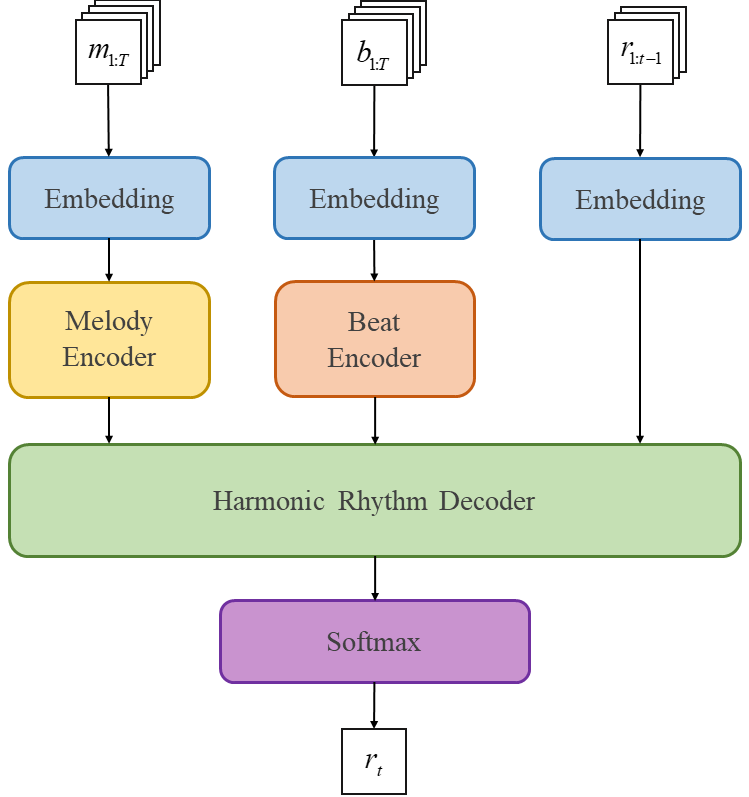 m_{1:T}
b_{1:T}
r_{1:t-1}
Embedding
Embedding
Embedding
Melody
Encoder
Beat
Encoder
Harmonic Rhythm Decoder
Softmax
r_t